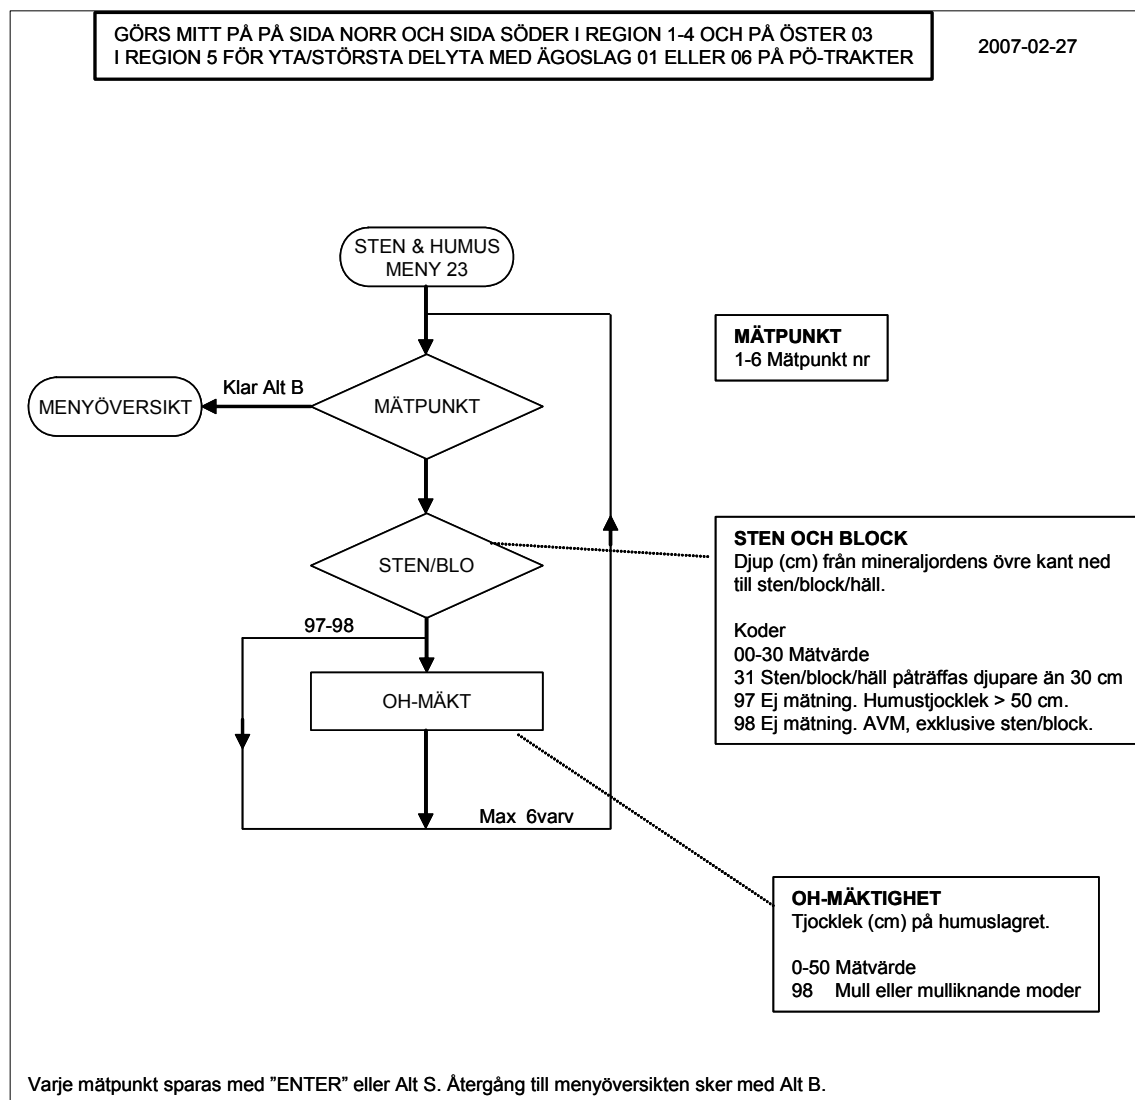 GÖRS MITT PÅ PÅ SIDA NORR OCH SIDA SÖDER I REGION 1-4 OCH PÅ ÖSTER 03
I REGION 5 FÖR YTA/STÖRSTA DELYTA MED ÄGOSLAG 01 ELLER 06 PÅ PÖ-TRAKTER
2007-02-27
STEN & HUMUS
MENY 23
MÄTPUNKT
1-6 Mätpunkt nr
Klar Alt B
MENYÖVERSIKT
MÄTPUNKT
STEN/BLO
STEN OCH BLOCK
Djup (cm) från mineraljordens övre kant ned
till sten/block/häll.
Koder
00-30 Mätvärde
31 Sten/block/häll påträffas djupare än 30 cm
97 Ej mätning. Humustjocklek > 50 cm.
98 Ej mätning. AVM, exklusive sten/block.
97-98
OH-MÄKT
Max 6varv
OH-MÄKTIGHET
Tjocklek (cm) på humuslagret.
0-50 Mätvärde
98 Mull eller mulliknande moder
Varje mätpunkt sparas med ”ENTER” eller Alt S. Återgång till menyöversikten sker med Alt B.